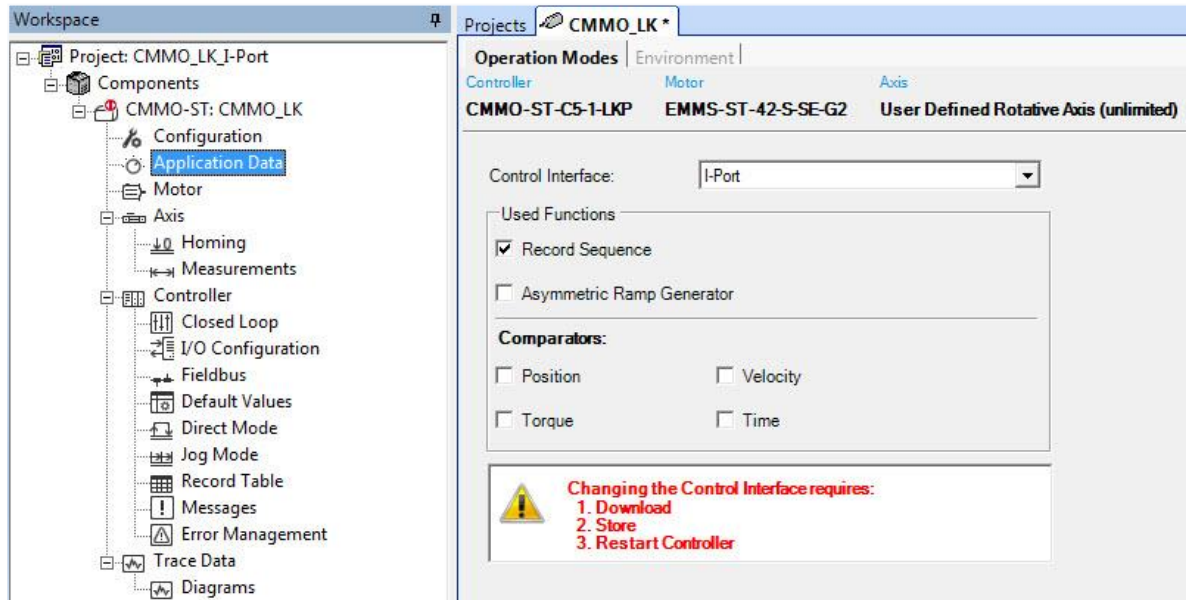 Workspace
Project: CMMO_LK_I-Port
Components
CMMO-ST: CMMO_LK
Configuration
Application Data
Motor
Axis
Homing
Measurements
Controller
Closed Loop
I/O Configuration
Fieldbus
Default Values
Direct Mode
Jog Mode
Record Table
Messages
Error Management
Trace Data
Diagrams
Projects CMMO_LK *
Operation Modes Environment
Controller Motor Axis
CMMO-ST-C5-1-LKP EMMS-ST-42-S-SE-G2 User Defined Rotative Axis (unlimited)
Control Interface: I-Port
Used Functions
Record Sequence
Asymmetric Ramp Generator
Comparators:
Position Velocity
Torque Time
Changing the Control Interface requires:
1. Download
2. Store
3. Restart Controller